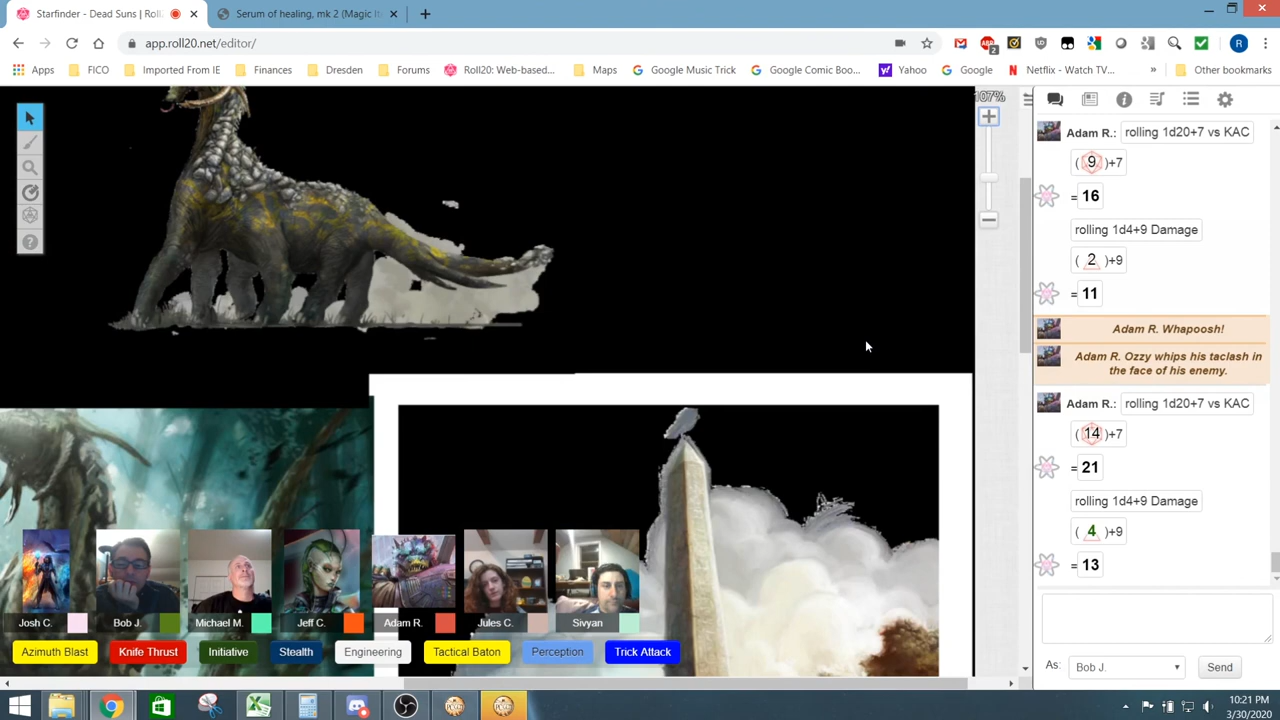 Starfinder - Dead Suns | Roll.
Serum of healing, mk 2 (Magic It
app.roll20.net/editor/
2
R
Apps
FICO
Imported From IE
Finances
Dresden
Forums
Roll20: Web-based...
Maps
Google Music Trick
Google Comic Boo...
Yahoo
Google
Netflix - Watch TV...
»
Other bookmarks
107%
Adam R.: rolling 1d20+7 vs KAC
( 9 )+7
= 16
rolling 1d4+9 Damage
( 2 )+9
= 11
Adam R. Whapoosh!
Adam R. Ozzy whips his taclash in
the face of his enemy.
Adam R.: rolling 1d20+7 vs KAC
( 14 )+7
= 21
rolling 1d4+9 Damage
( 4 )+9
= 13
Josh C.
Bob J.
Michael M.
Jeff C.
Adam R.
Jules C.
Sivyan
Azimuth Blast
Knife Thrust
Initiative
Stealth
Engineering
Tactical Baton
Perception
Trick Attack
As: Bob J.
Send
10:21 PM
3/30/2020